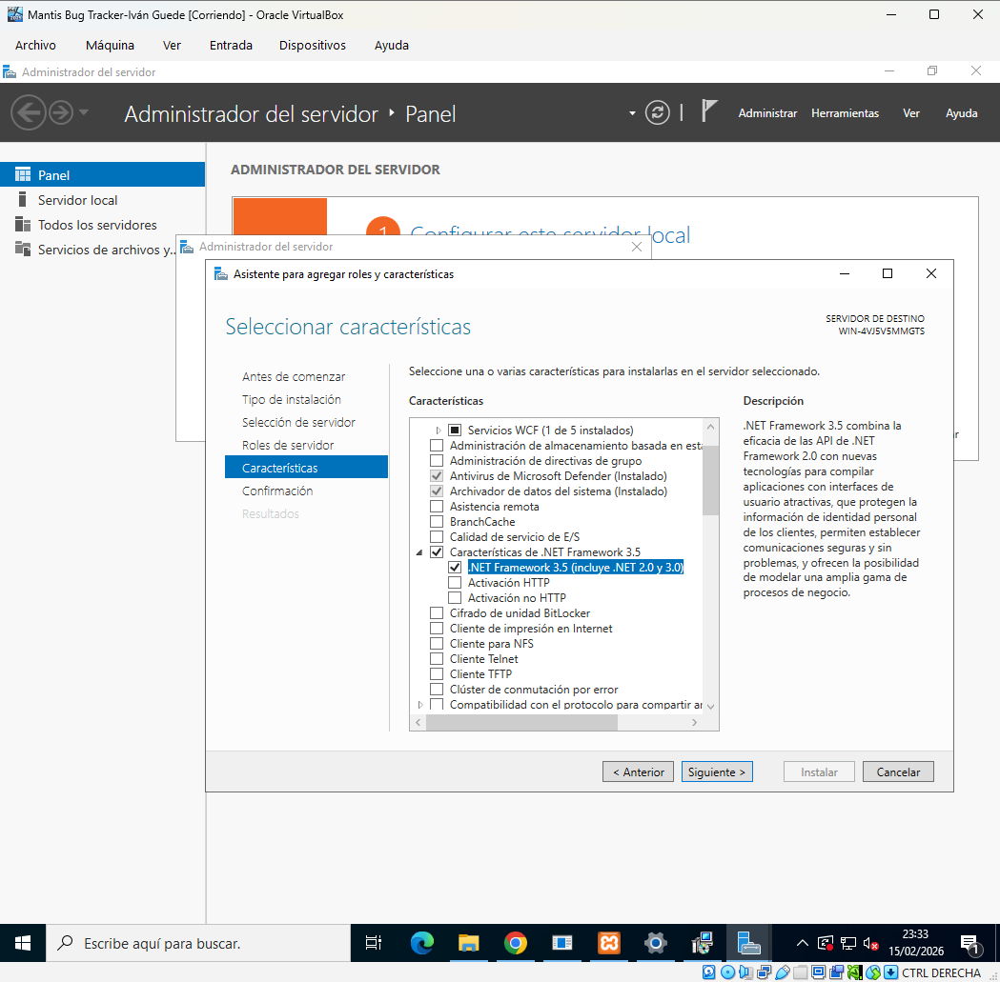 Mantis Bug Tracker-Iván Guede [Corriendo] - Oracle VirtualBox
Archivo Máquina Ver Entrada Dispositivos Ayuda
Administrador del servidor
Administrador del servidor Panel
Administrar Herramientas Ver Ayuda
Panel
Servidor local
Todos los servidores
Servicios de archivos y...
ADMINISTRADOR DEL SERVIDOR
1 Configurar este servidor local
Administrador del servidor
Asistente para agregar roles y características
Seleccionar características
SERVIDOR DE DESTINO
WIN-4VJ5V5MMGTS
Antes de comenzar
Tipo de instalación
Selección de servidor
Roles de servidor
Características
Confirmación
Resultados
Seleccione una o varias características para instalarlas en el servidor seleccionado.
Características
Servicios WCF (1 de 5 instalados)
Administración de almacenamiento basada en está
Administración de directivas de grupo
Antivirus de Microsoft Defender (Instalado)
Archivador de datos del sistema (Instalado)
Asistencia remota
BranchCache
Calidad de servicio de E/S
Características de .NET Framework 3.5
.NET Framework 3.5 (incluye .NET 2.0 y 3.0)
Activación HTTP
Activación no HTTP
Cifrado de unidad BitLocker
Cliente de impresión en Internet
Cliente para NFS
Cliente Telnet
Cliente TFTP
Clúster de conmutación por error
Compatibilidad con el protocolo para compartir ar
Descripción
.NET Framework 3.5 combina la
eficacia de las API de .NET
Framework 2.0 con nuevas
tecnologías para compilar
aplicaciones con interfaces de
usuario atractivas, que protegen la
información de identidad personal
de los clientes, permiten establecer
comunicaciones seguras y sin
problemas, y ofrecen la posibilidad
de modelar una amplia gama de
procesos de negocio.
< Anterior Siguiente > Instalar Cancelar
Escribe aquí para buscar.
23:33
15/02/2026
1
CTRL DERECHA